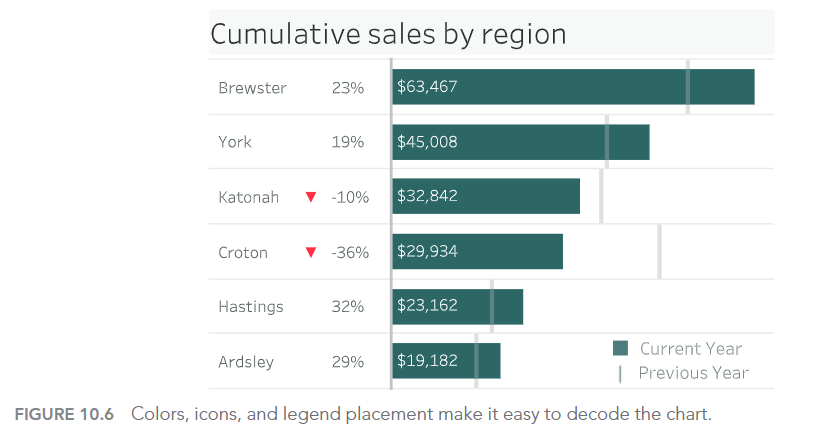 Cumulative sales by region
Brewster 23% $63,467
York 19% $45,008
Katonah ▼ -10% $32,842
Croton ▼ -36% $29,934
Hastings 32% $23,162
Ardsley 29% $19,182
Current Year
Previous Year
FIGURE 10.6 Colors, icons, and legend placement make it easy to decode the chart.